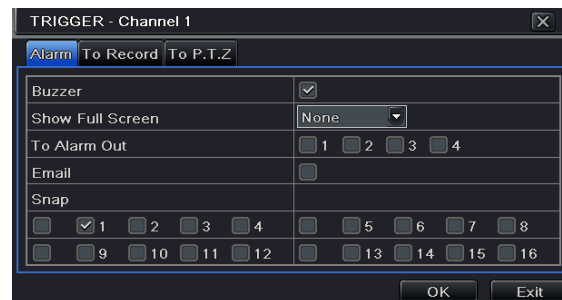 TRIGGER - Channel 1
Alarm To Record To P.T.Z
Buzzer
Show Full Screen None
To Alarm Out 1 2 3 4
Email
Snap
1 2 3 4 5 6 7 8
9 10 11 12 13 14 15 16
OK Exit